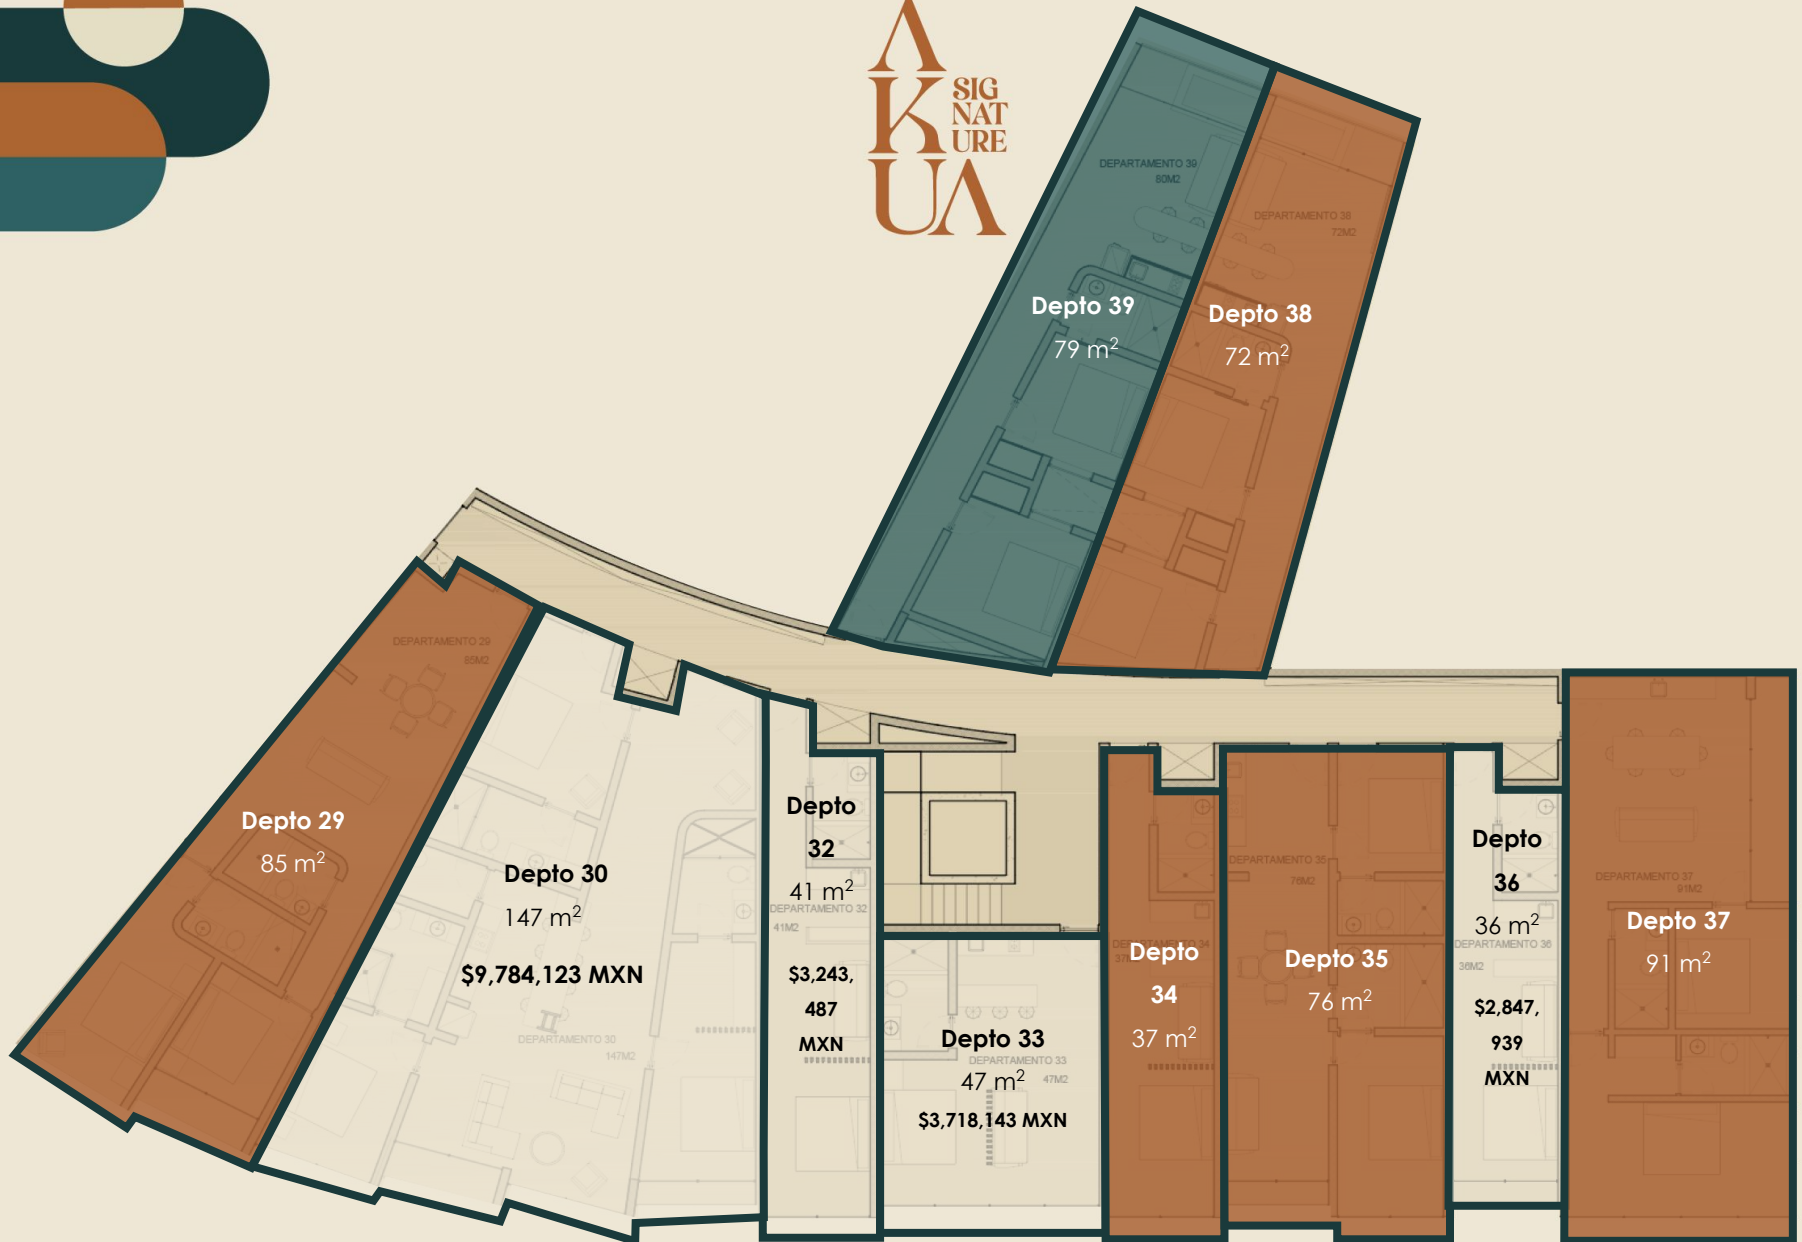 A
K
UA
SIG
NAT
URE
DEPARTAMENTO 39
80M2
DEPARTAMENTO 38
72M2
Depto 39
79 m²
Depto 38
72 m²
DEPARTAMENTO 29
85M2
Depto 29
85 m²
Depto 30
147 m²
$9,784,123 MXN
DEPARTAMENTO 30
147M2
Depto
32
41 m²
DEPARTAMENTO 32
41M2
$3,243,
487
MXN
Depto 33
DEPARTAMENTO 33
47 m²
47M2
$3,718,143 MXN
DEPARTAMENTO 34
37M2
Depto
34
37 m²
DEPARTAMENTO 35
76M2
Depto 35
76 m²
Depto
36
36 m²
DEPARTAMENTO 36
36M2
$2,847,
939
MXN
DEPARTAMENTO 37
91M2
Depto 37
91 m²